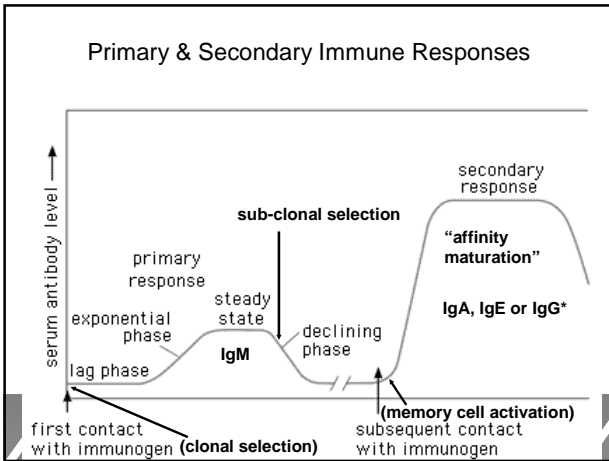 Primary & Secondary Immune Responses
serum antibody level
secondary
response
sub-clonal selection
“affinity
maturation”
primary
response
steady
state
exponential
phase
declining
phase
IgA, IgE or IgG*
IgM
lag phase
(memory cell activation)
first contact
with immunogen
(clonal selection)
subsequent contact
with immunogen